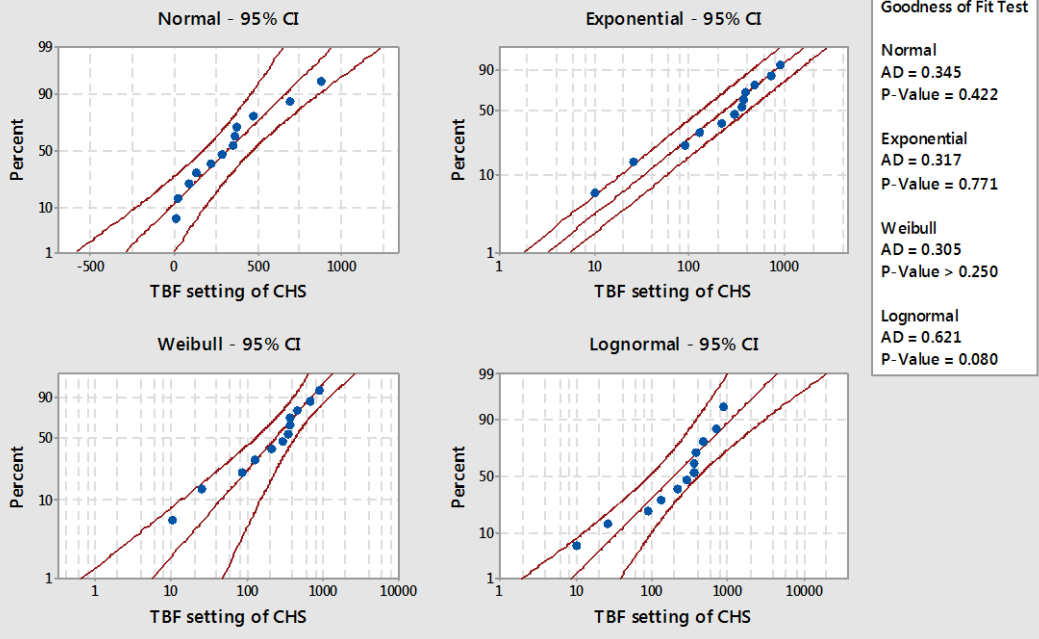 Normal - 95% CI
99
90
50
10
1
Percent
-500 0 500 1000
TBF setting of CHS
Exponential - 95% CI
90
50
10
1
Percent
1 10 100 1000
TBF setting of CHS
Goodness of Fit Test
Normal
AD = 0.345
P-Value = 0.422
Exponential
AD = 0.317
P-Value = 0.771
Weibull
AD = 0.305
P-Value > 0.250
Lognormal
AD = 0.621
P-Value = 0.080
Weibull - 95% CI
90
50
10
1
Percent
1 10 100 1000 10000
TBF setting of CHS
Lognormal - 95% CI
99
90
50
10
1
Percent
1 10 100 1000 10000
TBF setting of CHS